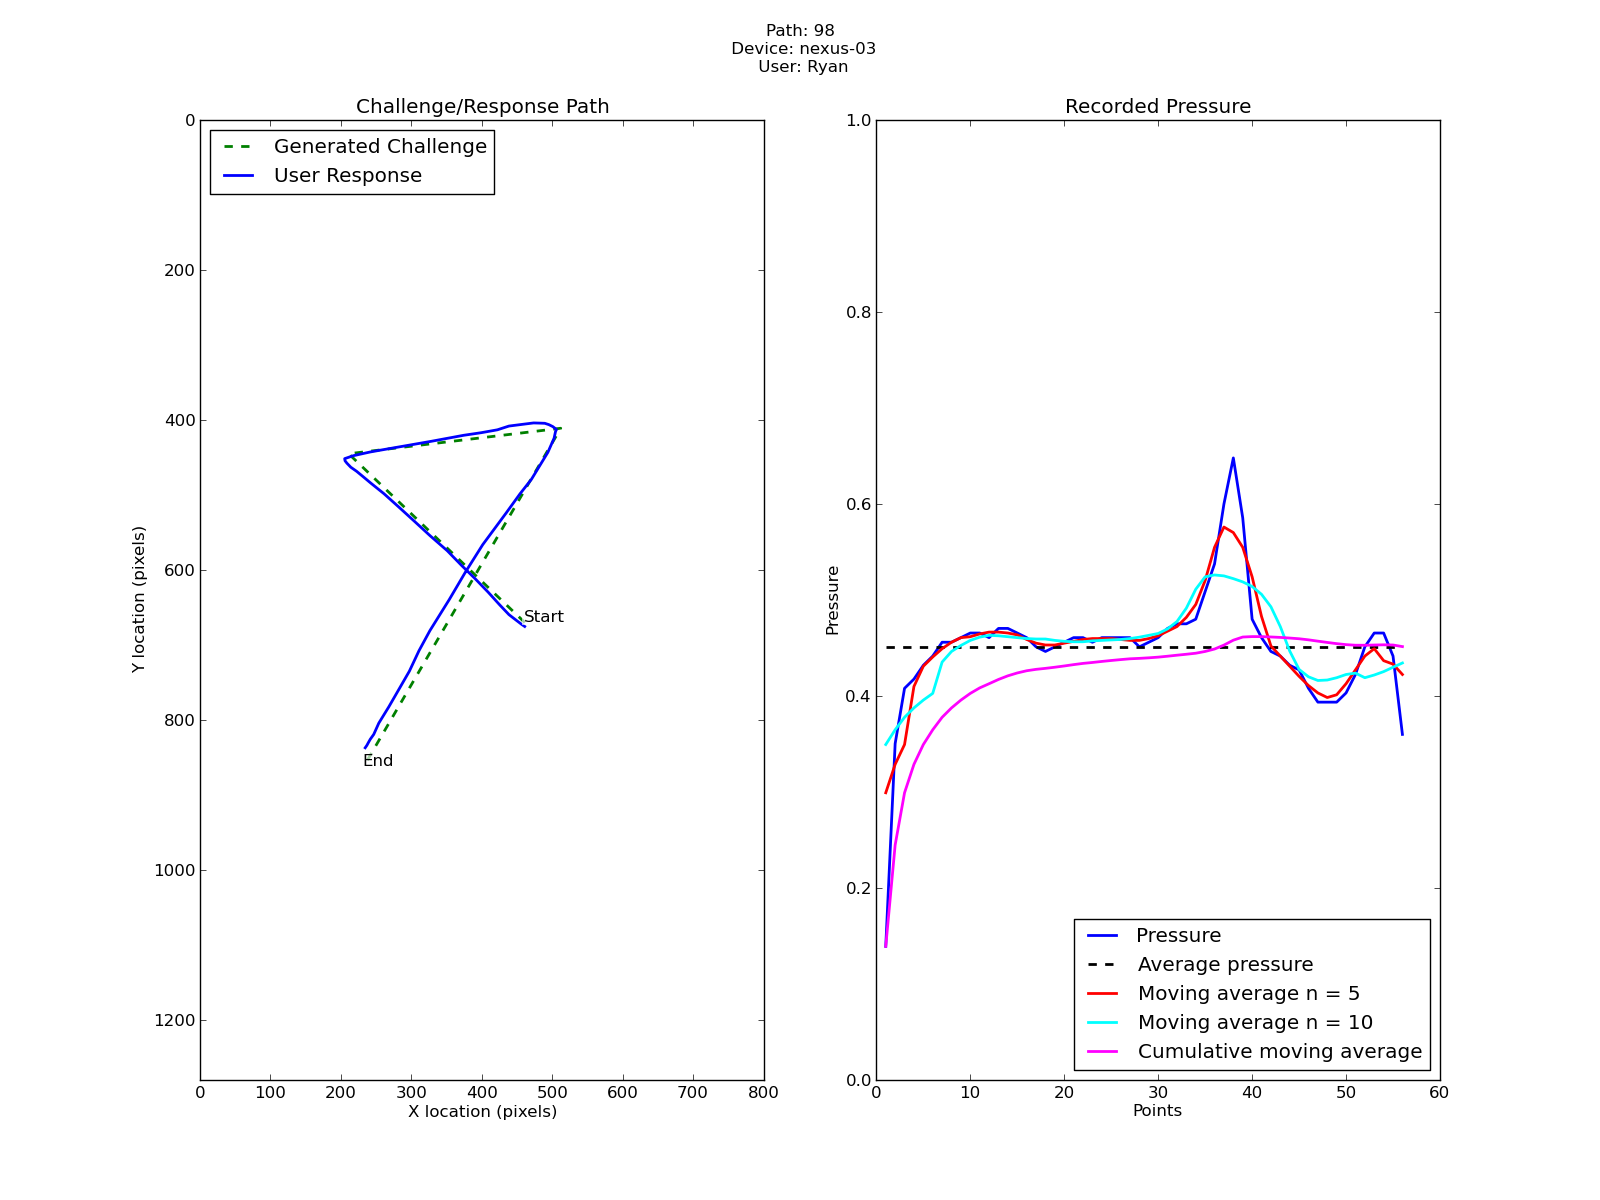 Path: 98
Device: nexus-03
User: Ryan
Challenge/Response Path
Generated Challenge
User Response
0
200
400
600
800
1000
1200
Y location (pixels)
Start
End
0 100 200 300 400 500 600 700 800
X location (pixels)
Recorded Pressure
1.0
0.8
0.6
0.4
0.2
0.0
Pressure
Pressure
Average pressure
Moving average n = 5
Moving average n = 10
Cumulative moving average
0 10 20 30 40 50 60
Points